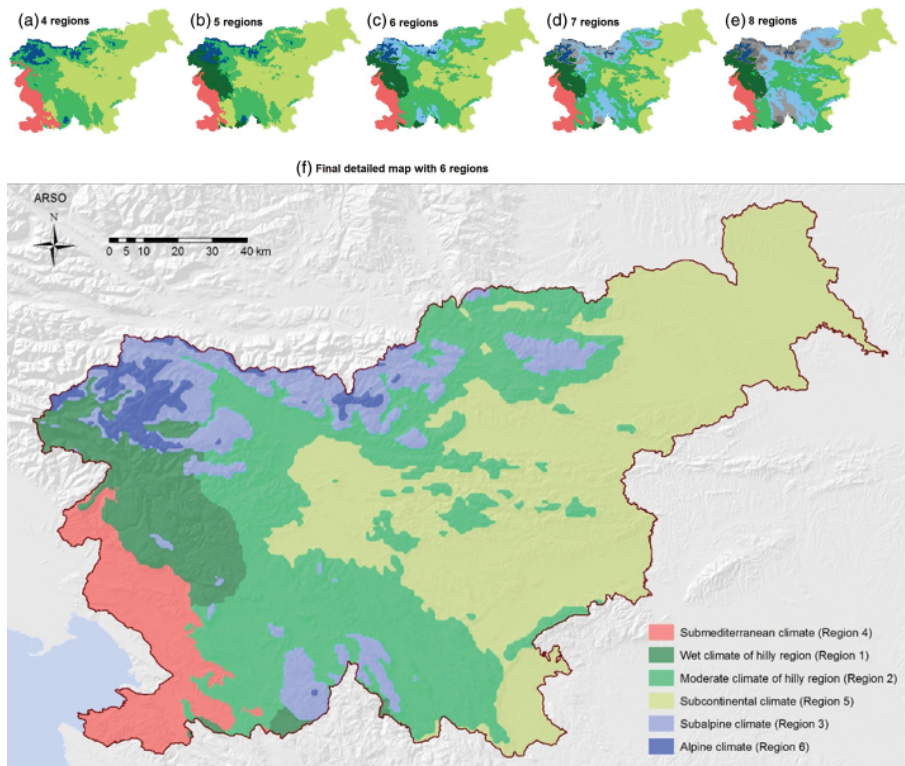 (a) 4 regions
(b) 5 regions
(c) 6 regions
(d) 7 regions
(e) 8 regions
(f) Final detailed map with 6 regions
ARSO
N
0 5 10 20 30 40 km
Submediterranean climate (Region 4)
Wet climate of hilly region (Region 1)
Moderate climate of hilly region (Region 2)
Subcontinental climate (Region 5)
Subalpine climate (Region 3)
Alpine climate (Region 6)